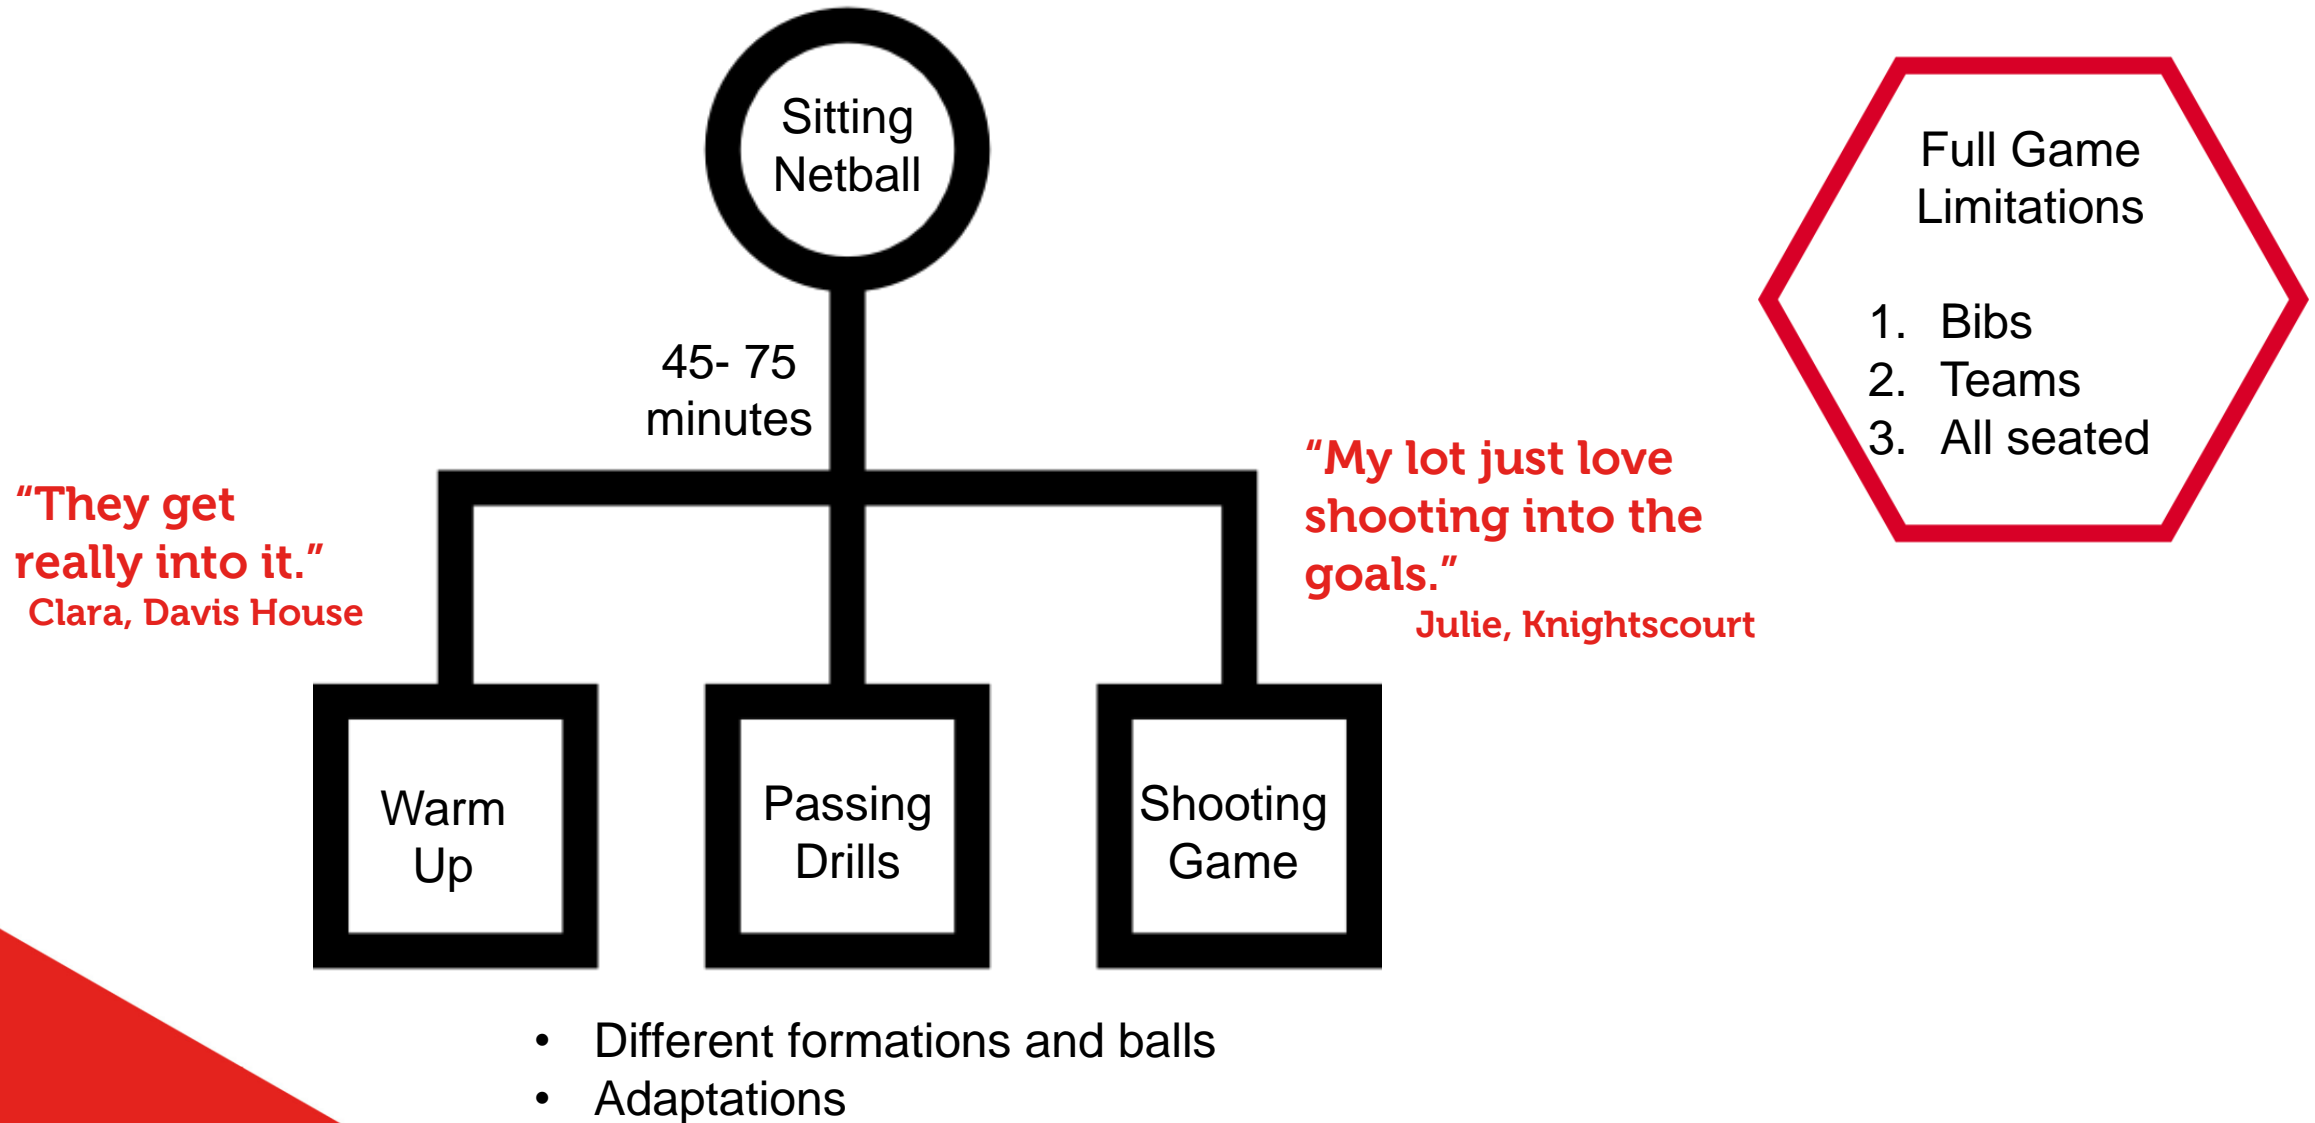 Sitting
Netball
45- 75
minutes
“They get
really into it.”
Clara, Davis House
“My lot just love
shooting into the
goals.”
Julie, Knightscourt
Full Game
Limitations
1. Bibs
2. Teams
3. All seated
Warm
Up
Passing
Drills
Shooting
Game
• Different formations and balls
• Adaptations